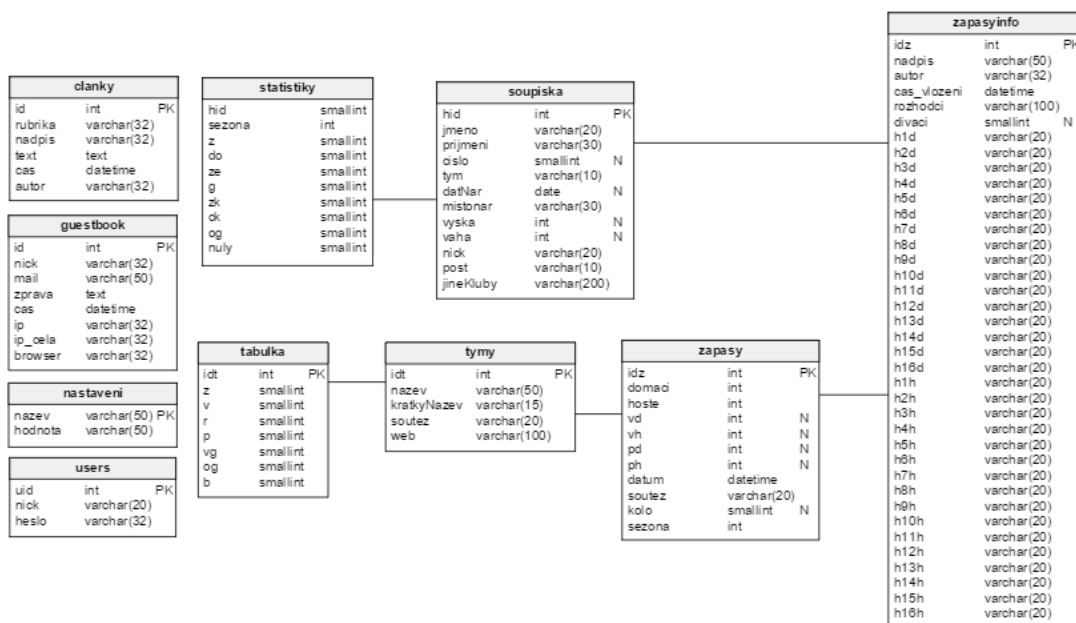 clanky
id int PK
rubrika varchar(32)
nadpis varchar(32)
text text
cas datetime
autor varchar(32)
guestbook
id int PK
nick varchar(32)
mail varchar(50)
zprava text
cas datetime
ip varchar(32)
ip_cela varchar(32)
browser varchar(32)
nastaveni
nazev varchar(50) PK
hodnota varchar(50)
users
uid int PK
nick varchar(20)
heslo varchar(32)
statistiky
hid smallint
sezona int
z smallint
do smallint
ze smallint
g smallint
zk smallint
ck smallint
og smallint
nuly smallint
tabulka
idt int PK
z smallint
v smallint
r smallint
p smallint
vg smallint
og smallint
b smallint
soupiska
hid int PK
jmeno varchar(20)
prijmeni varchar(30)
cislo smallint N
tym varchar(10)
datNar date N
mistonar varchar(30)
vyska int N
vaha int N
nick varchar(20)
post varchar(10)
jineKluby varchar(200)
tymy
idt int PK
nazev varchar(50)
kratkyNazev varchar(15)
soutez varchar(20)
web varchar(100)
zapasy
idz int PK
domaci int
hoste int
vd int N
vh int N
pd int N
ph int N
datum datetime
soutez varchar(20)
kolo smallint N
sezona int
zapasyinfo
idz int PK
nadpis varchar(50)
autor varchar(32)
cas_vlozeni datetime
rozhodci varchar(100)
divaci smallint N
h1d varchar(20)
h2d varchar(20)
h3d varchar(20)
h4d varchar(20)
h5d varchar(20)
h6d varchar(20)
h7d varchar(20)
h8d varchar(20)
h9d varchar(20)
h10d varchar(20)
h11d varchar(20)
h12d varchar(20)
h13d varchar(20)
h14d varchar(20)
h15d varchar(20)
h16d varchar(20)
h1h varchar(20)
h2h varchar(20)
h3h varchar(20)
h4h varchar(20)
h5h varchar(20)
h6h varchar(20)
h7h varchar(20)
h8h varchar(20)
h9h varchar(20)
h10h varchar(20)
h11h varchar(20)
h12h varchar(20)
h13h varchar(20)
h14h varchar(20)
h15h varchar(20)
h16h varchar(20)